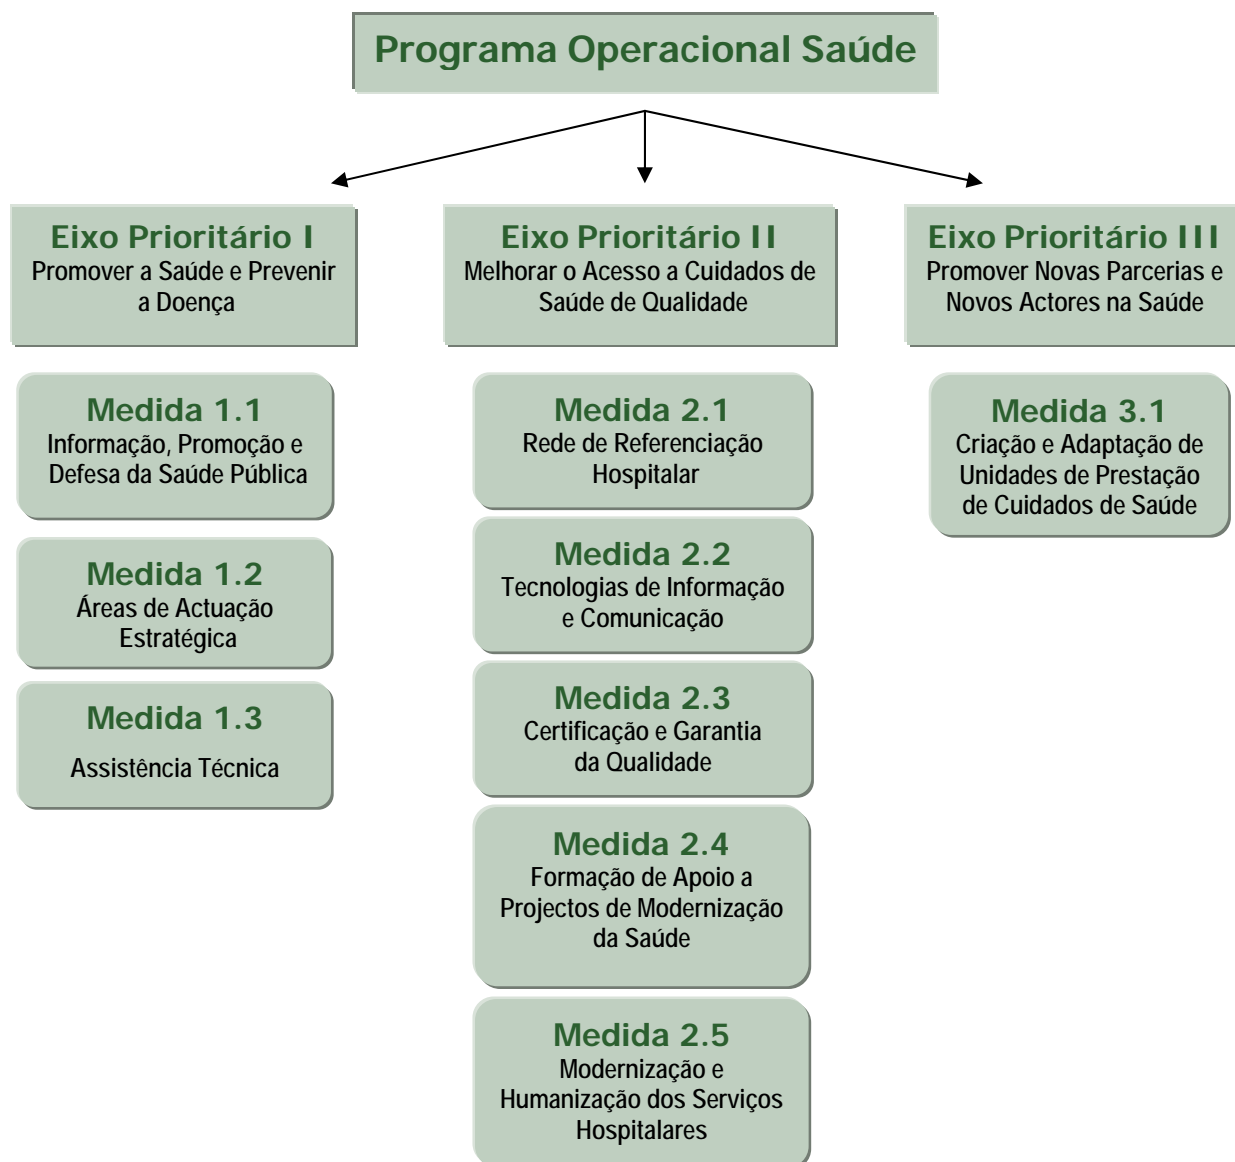 Programa Operacional Saúde
Eixo Prioritário I
Promover a Saúde e Prevenir
a Doença
Eixo Prioritário II
Melhorar o Acesso a Cuidados de
Saúde de Qualidade
Eixo Prioritário III
Promover Novas Parcerias e
Novos Actores na Saúde
Medida 1.1
Informação, Promoção e
Defesa da Saúde Pública
Medida 1.2
Áreas de Actuação
Estratégica
Medida 1.3
Assistência Técnica
Medida 2.1
Rede de Referenciação
Hospitalar
Medida 2.2
Tecnologias de Informação
e Comunicação
Medida 2.3
Certificação e Garantia
da Qualidade
Medida 2.4
Formação de Apoio a
Projectos de Modernização
da Saúde
Medida 2.5
Modernização e
Humanização dos Serviços
Hospitalares
Medida 3.1
Criação e Adaptação de
Unidades de Prestação
de Cuidados de Saúde